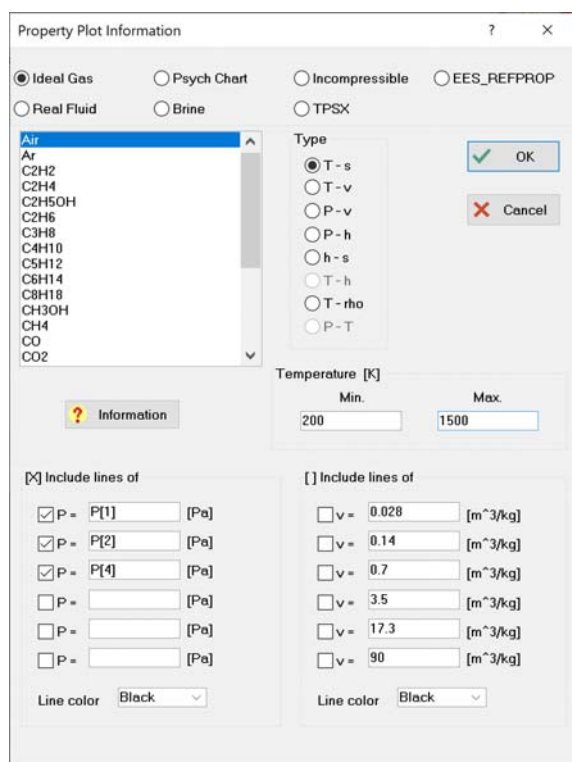 Property Plot Information ? ×
Ideal Gas Psych Chart Incompressible EES_REFPROP
Real Fluid Brine TPSX
Air
Ar
C2H2
C2H4
C2H5OH
C2H6
C3H8
C4H10
C5H12
C6H14
C8H18
CH3OH
CH4
CO
CO2
Type
T - s
T - v
P - v
P - h
h - s
T - h
T - rho
P - T
OK
Cancel
? Information
Temperature [K]
Min. Max.
200 1500
[X] Include lines of
P = P[1] [Pa]
P = P[2] [Pa]
P = P[4] [Pa]
P = [Pa]
P = [Pa]
P = [Pa]
Line color Black
[ ] Include lines of
v = 0.028 [m^3/kg]
v = 0.14 [m^3/kg]
v = 0.7 [m^3/kg]
v = 3.5 [m^3/kg]
v = 17.3 [m^3/kg]
v = 90 [m^3/kg]
Line color Black